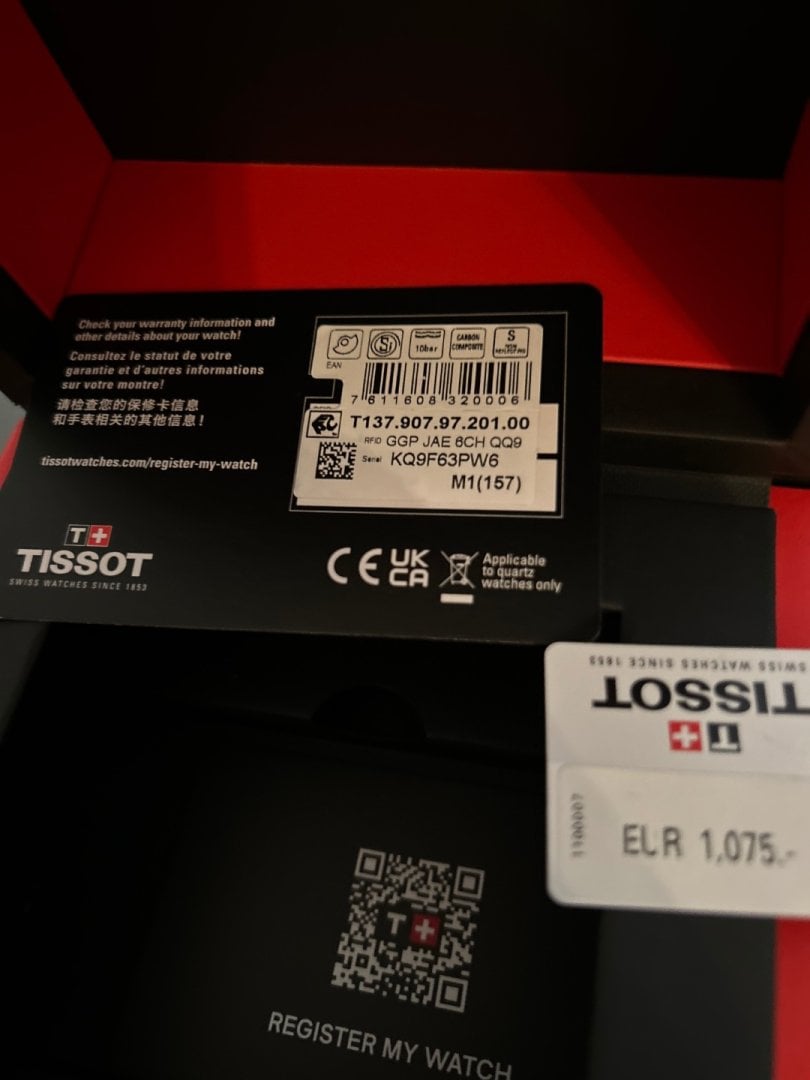 Check your warranty information and
other details about your watch!
Consultez le statut de votre
garantie et d'autres informations
sur votre montre!
请检查您的保修卡信息
和手表相关的其他信息！
tissotwatches.com/register-my-watch
T+
TISSOT
SWISS WATCHES SINCE 1853
S
10bar
CARBON
COMPOSITE
S
EAN
7 611608 320006
T137.907.97.201.00
RFID GGP JAE 6CH QQ9
Serial KQ9F63PW6
M1(157)
CE
UK
CA
Applicable
to quartz
watches only
SWISS WATCHES SINCE 1853
TISSOT
T+
1100007
EUR 1,075.-
T+
REGISTER MY WATCH